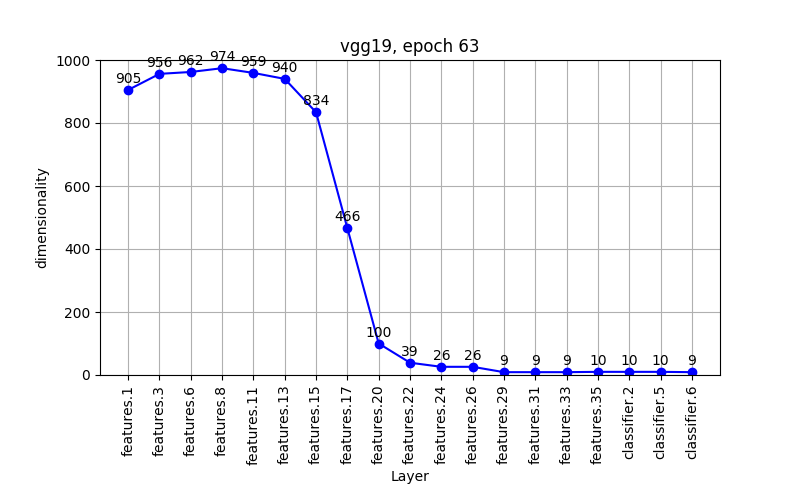 vgg19, epoch 63
1000
800
600
400
200
0
dimensionality
905
956
962
974
959
940
834
466
100
39
26
26
9
9
9
10
10
10
9
features.1
features.3
features.6
features.8
features.11
features.13
features.15
features.17
features.20
features.22
features.24
features.26
features.29
features.31
features.33
features.35
classifier.2
classifier.5
classifier.6
Layer